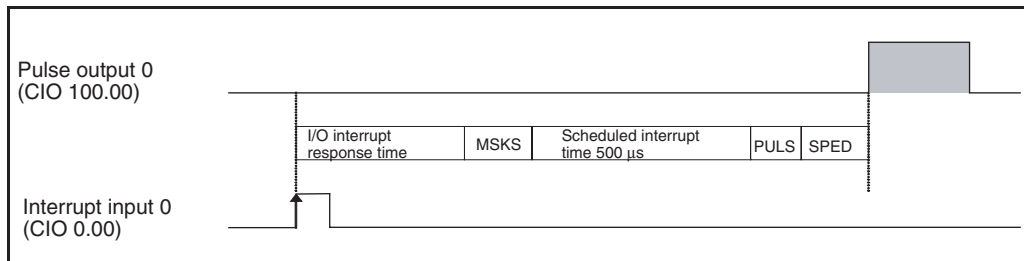 Pulse output 0
(CIO 100.00)
I/O interrupt
response time
MSKS
Scheduled interrupt
time 500 μs
PULS
SPED
Interrupt input 0
(CIO 0.00)